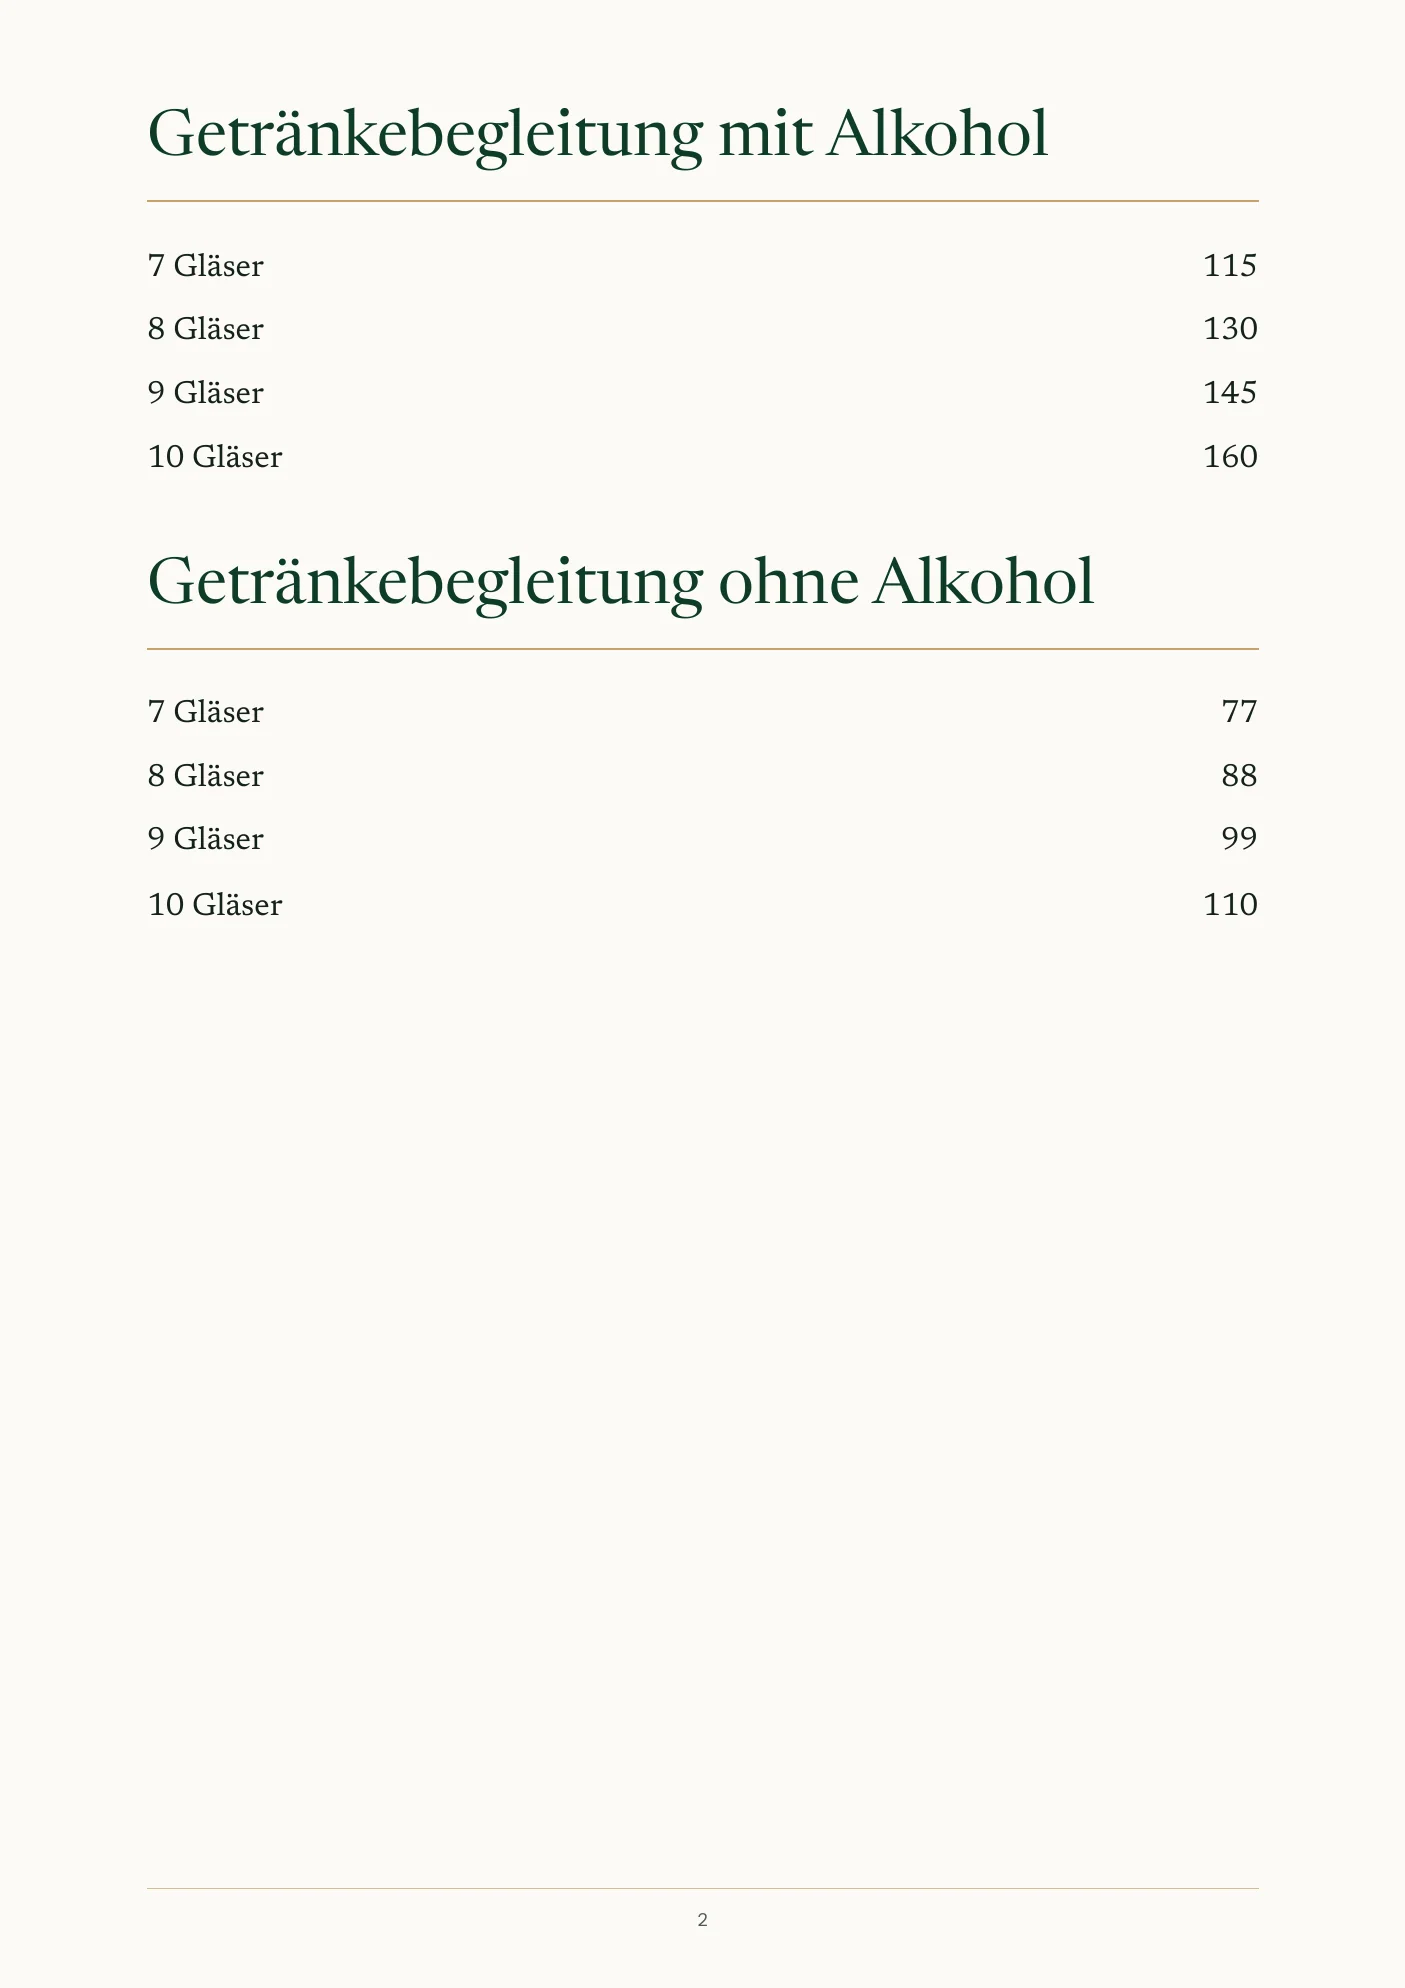 Getränkebegleitung mit Alkohol
7 Gläser 115
8 Gläser 130
9 Gläser 145
10 Gläser 160
Getränkebegleitung ohne Alkohol
7 Gläser 77
8 Gläser 88
9 Gläser 99
10 Gläser 110
2